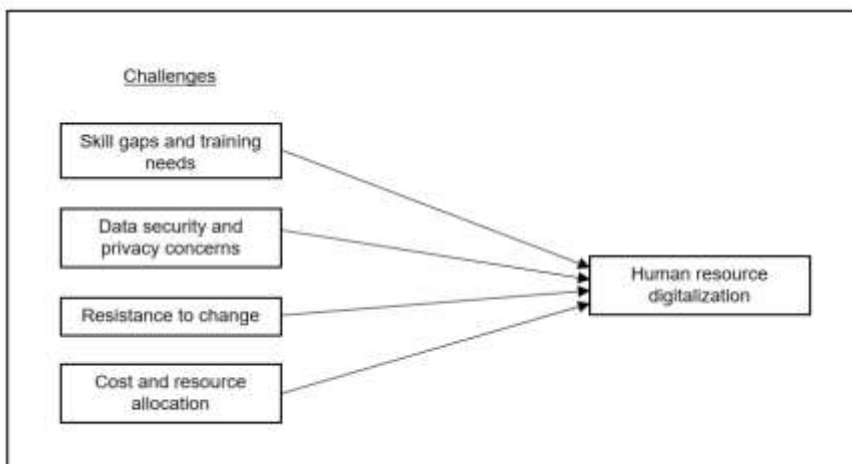 Challenges
Skill gaps and training
needs
Data security and
privacy concerns
Resistance to change
Cost and resource
allocation
Human resource
digitalization